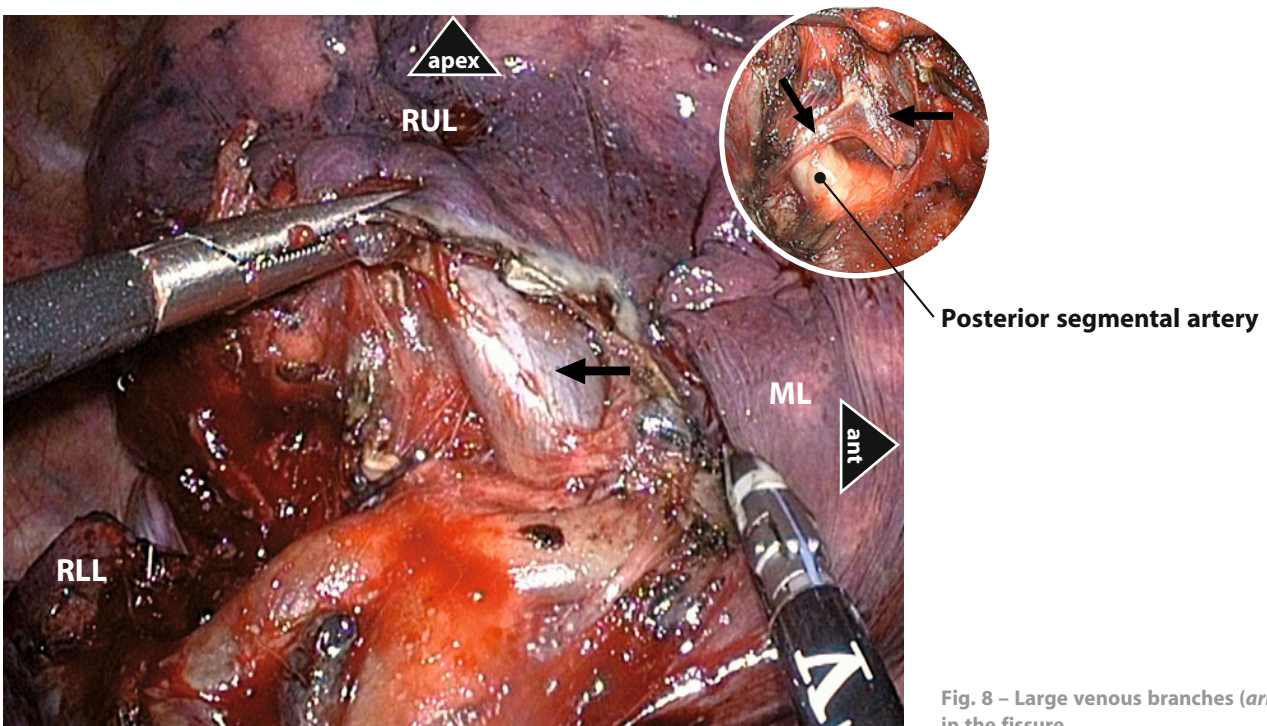 apex
RUL
Posterior segmental artery
ML
ant
RLL
Fig. 8 – Large venous branches (
in the fissure